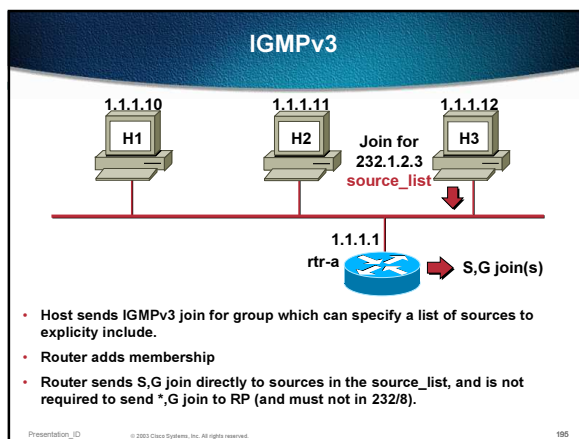 IGMPv3
1.1.1.10
1.1.1.11
1.1.1.12
H1
H2
H3
Join for
232.1.2.3
source_list
1.1.1.1
rtr-a
S,G join(s)
• Host sends IGMPv3 join for group which can specify a list of sources to
explicity include.
• Router adds membership
• Router sends S,G join directly to sources in the source_list, and is not
required to send *,G join to RP (and must not in 232/8).
Presentation_ID
© 2003 Cisco Systems, Inc. All rights reserved.
195